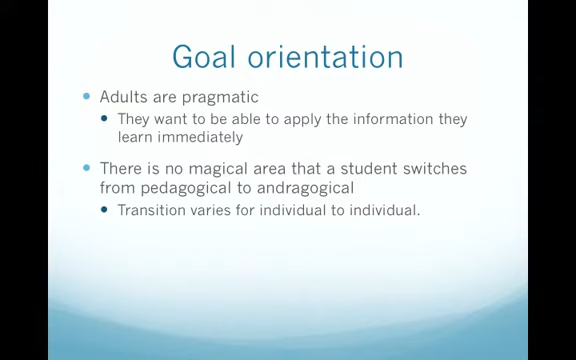 Goal orientation
Adults are pragmatic
They want to be able to apply the information they
learn immediately
There is no magical area that a student switches
from pedagogical to andragogical
Transition varies for individual to individual.